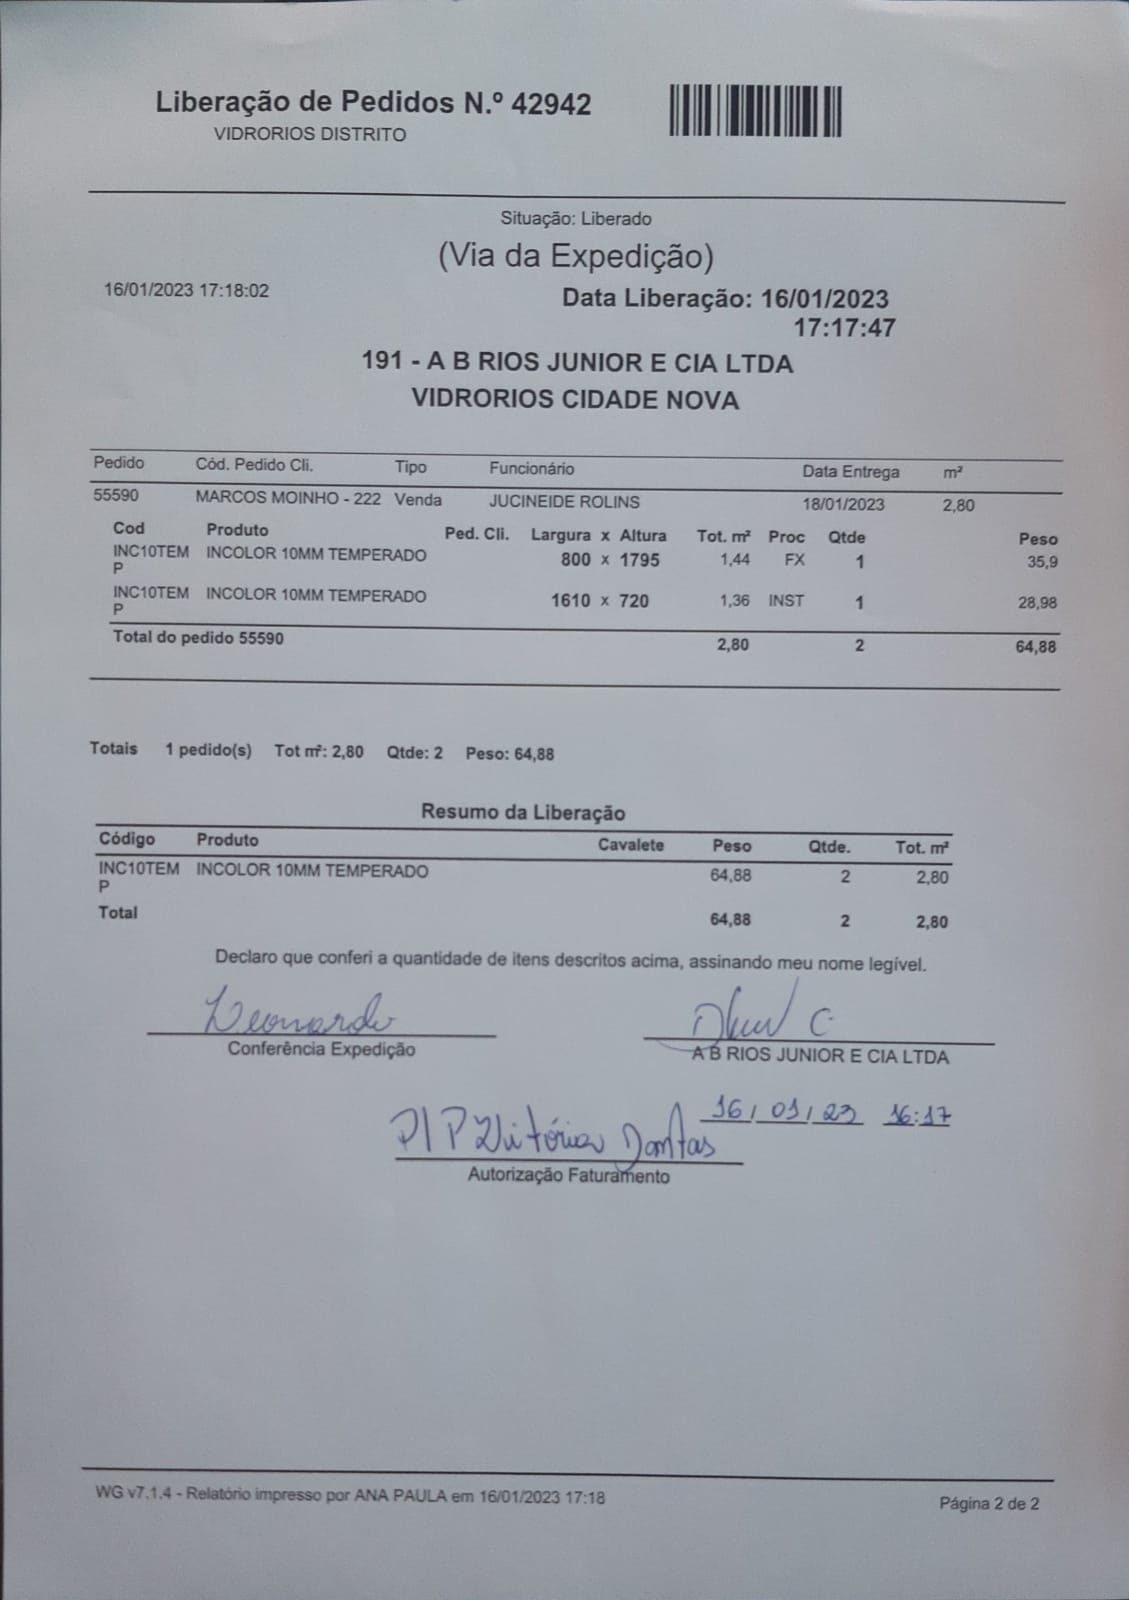 Liberação de Pedidos N.º 42942
VIDRORIOS DISTRITO
Situação: Liberado
(Via da Expedição)
16/01/2023 17:18:02
Data Liberação: 16/01/2023
17:17:47
191 - A B RIOS JUNIOR E CIA LTDA
VIDRORIOS CIDADE NOVA
Pedido Cód. Pedido Cli. Tipo Funcionário Data Entrega m²
55590 MARCOS MOINHO - 222 Venda JUCINEIDE ROLINS 18/01/2023 2,80
Cod Produto Ped. Cli. Largura x Altura Tot. m² Proc Qtde Peso
INC10TEM INCOLOR 10MM TEMPERADO 800 x 1795 1,44 FX 1 35,9
P
INC10TEM INCOLOR 10MM TEMPERADO 1610 x 720 1,36 INST 1 28,98
P
Total do pedido 55590 2,80 2 64,88
Totais 1 pedido(s) Tot m²: 2,80 Qtde: 2 Peso: 64,88
Resumo da Liberação
Código Produto Cavalete Peso Qtde. Tot. m²
INC10TEM INCOLOR 10MM TEMPERADO 64,88 2 2,80
P
Total 64,88 2 2,80
Declaro que conferi a quantidade de itens descritos acima, assinando meu nome legível.
Leonardo
Conferência Expedição
A B RIOS JUNIOR E CIA LTDA
16/01/23 16:17
P/P Vitória Dantas
Autorização Faturamento
WG v7.1.4 - Relatório impresso por ANA PAULA em 16/01/2023 17:18
Página 2 de 2